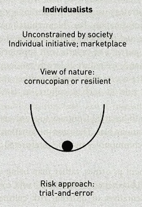 Individualists
Unconstrained by society
Individual initiative; marketplace
View of nature:
cornucopian or resilient
Risk approach:
trial-and-error